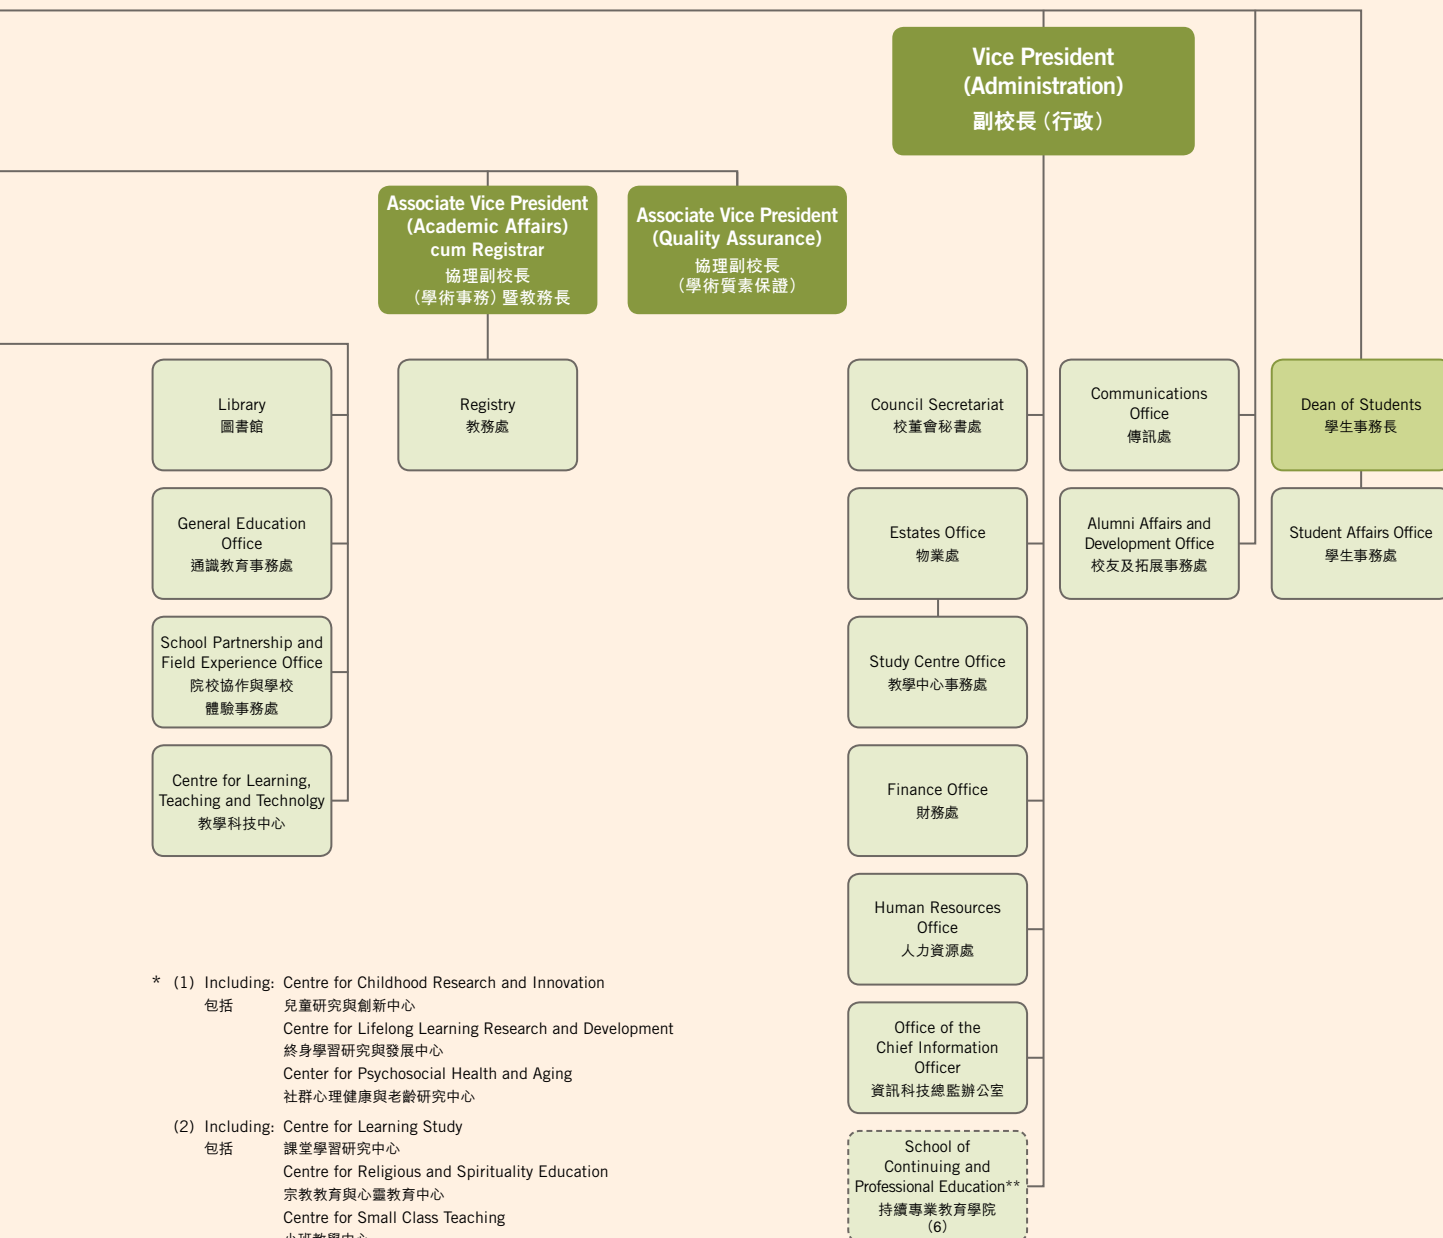 Vice President
(Administration)
副校長（行政）
Associate Vice President
(Academic Affairs)
cum Registrar
協理副校長
（學術事務）暨教務長
Associate Vice President
(Quality Assurance)
協理副校長
（學術質素保證）
Library
圖書館
Registry
教務處
Council Secretariat
校董會秘書處
Communications
Office
傳訊處
Dean of Students
學生事務長
General Education
Office
通識教育事務處
Estates Office
物業處
Alumni Affairs and
Development Office
校友及拓展事務處
Student Affairs Office
學生事務處
School Partnership and
Field Experience Office
院校協作與學校
體驗事務處
Study Centre Office
教學中心事務處
Centre for Learning,
Teaching and Technolgy
教學科技中心
Finance Office
財務處
Human Resources
Office
人力資源處
Office of the
Chief Information
Officer
資訊科技總監辦公室
School of
Continuing and
Professional Education**
持續專業教育學院
（6）
* (1) Including: Centre for Childhood Research and Innovation
包括 兒童研究與創新中心
Centre for Lifelong Learning Research and Development
終身學習研究與發展中心
Center for Psychosocial Health and Aging
社群心理健康與老齡研究中心
(2) Including: Centre for Learning Study
包括 課堂學習研究中心
Centre for Religious and Spirituality Education
宗教教育與心靈教育中心
Centre for Small Class Teaching
小班教學中心